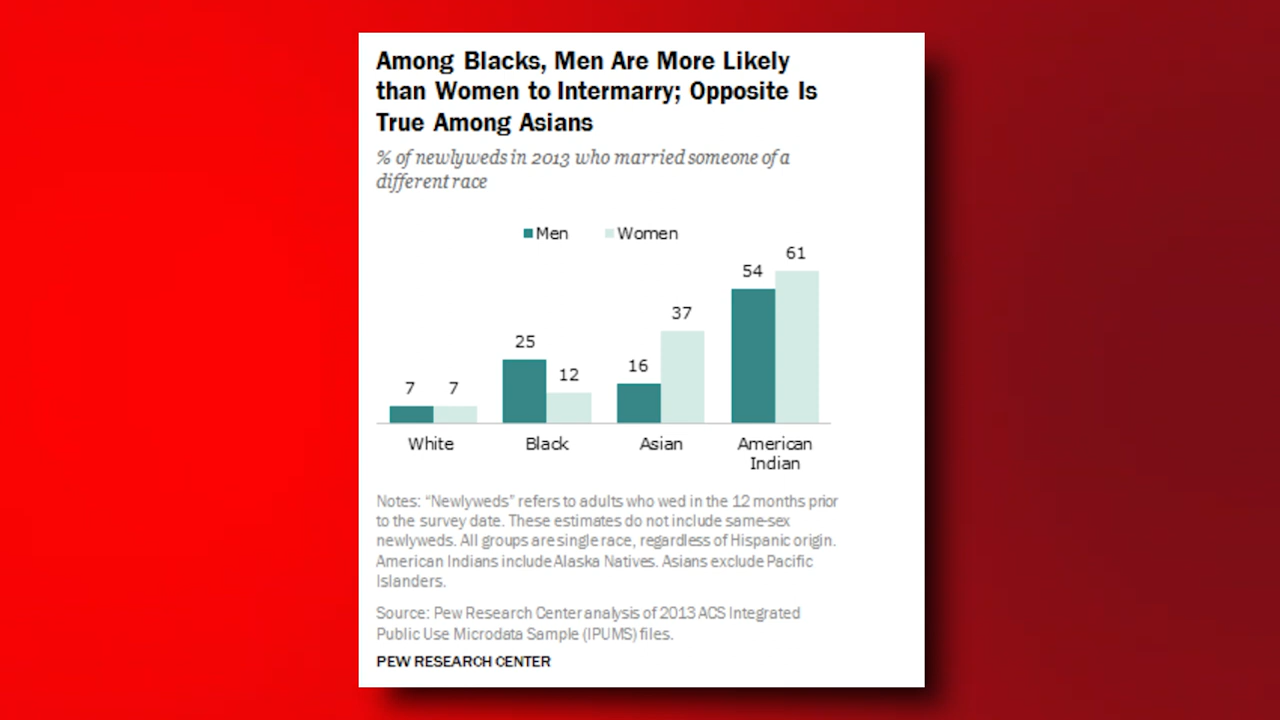 Among Blacks, Men Are More Likely
than Women to Intermarry; Opposite Is
True Among Asians
% of newlyweds in 2013 who married someone of a
different race
Men Women
61
54
37
25
16
12
7 7
White Black Asian American
Indian
Notes: “Newlyweds” refers to adults who wed in the 12 months prior
to the survey date. These estimates do not include same-sex
newlyweds. All groups are single race, regardless of Hispanic origin.
American Indians include Alaska Natives. Asians exclude Pacific
Islanders.
Source: Pew Research Center analysis of 2013 ACS Integrated
Public Use Microdata Sample (IPUMS) files.
PEW RESEARCH CENTER